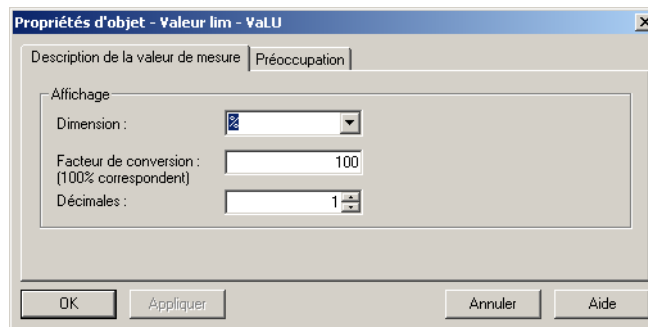 Propriétés d'objet - Valeur lim - VaLU
Description de la valeur de mesure Préoccupation
Affichage
Dimension : %
Facteur de conversion : 100
(100% correspondent)
Décimales : 1
OK Appliquer Annuler Aide